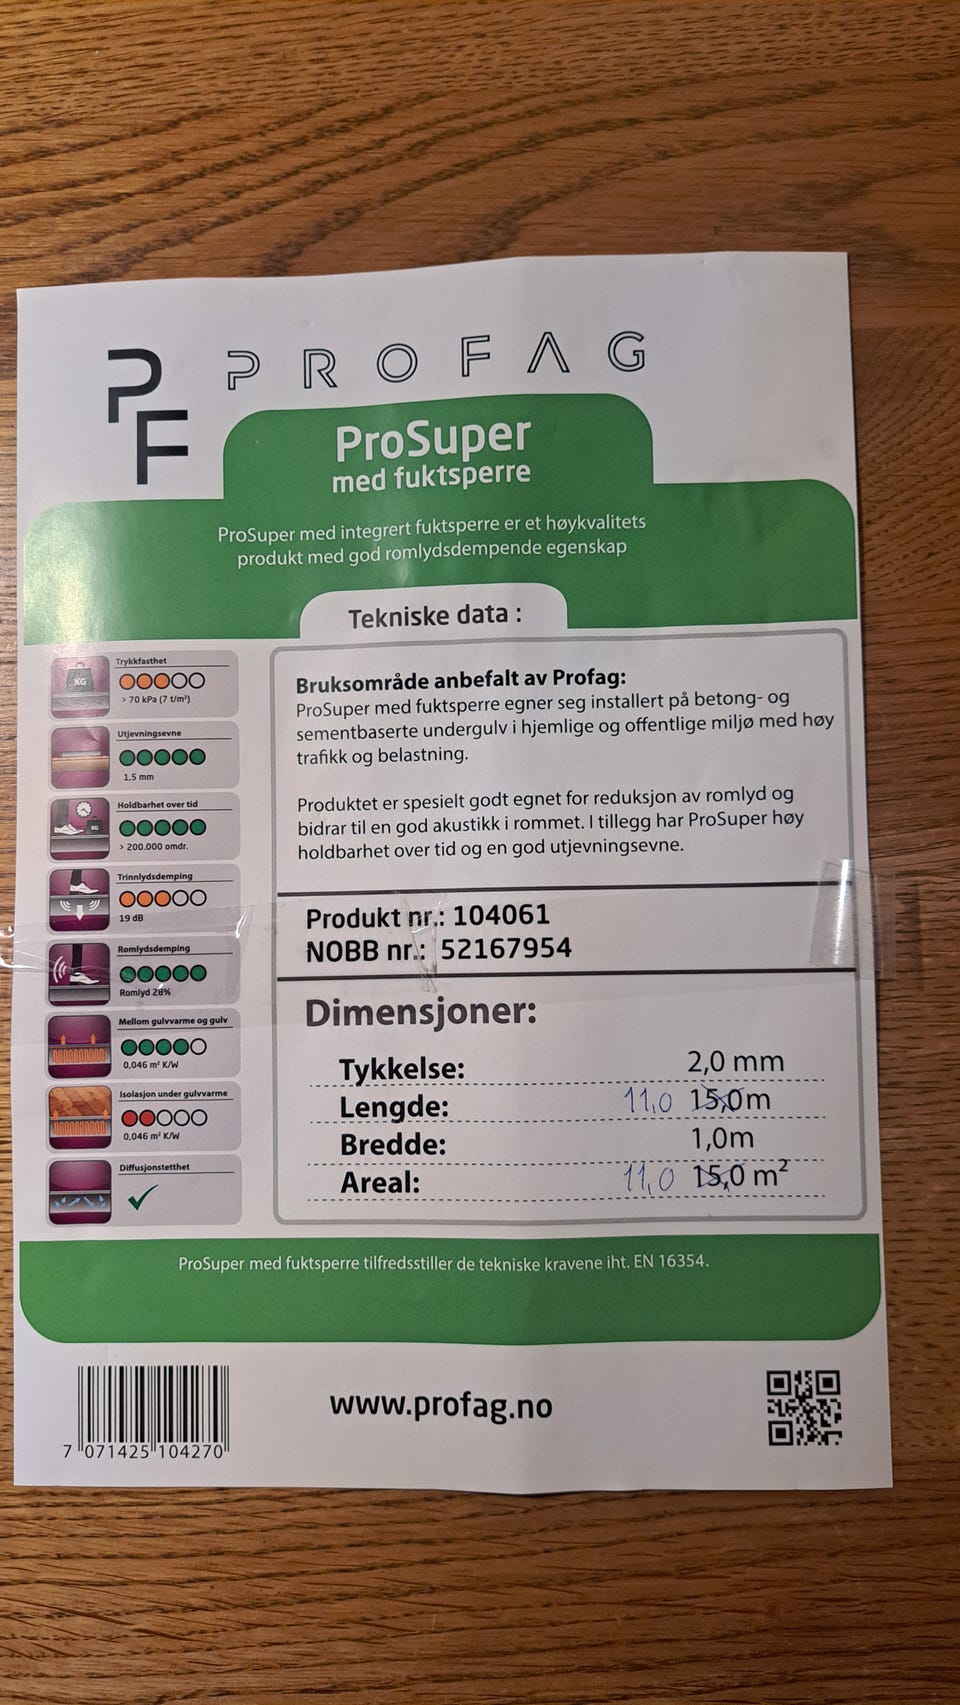 PF PROFAG
ProSuper
med fuktsperre
ProSuper med integrert fuktsperre er et høykvalitets
produkt med god romlydsdempende egenskap
Tekniske data :
Trykkfasthet
KG
> 70 kPa (7 t/m²)
Utjevningsevne
1,5 mm
Holdbarhet over tid
KG
> 200.000 omdr.
Trinnlydsdemping
19 dB
Romlydsdemping
Romlyd 28%
Mellom gulvvarme og gulv
0,046 m² K/W
Isolasjon under gulvvarme
0,046 m² K/W
Diffusjonstetthet
Bruksområde anbefalt av Profag:
ProSuper med fuktsperre egner seg installert på betong- og
sementbaserte undergulv i hjemlige og offentlige miljø med høy
trafikk og belastning.
Produktet er spesielt godt egnet for reduksjon av romlyd og
bidrar til en god akustikk i rommet. I tillegg har ProSuper høy
holdbarhet over tid og en god utjevningsevne.
Produkt nr.: 104061
NOBB nr.: 52167954
Dimensjoner:
Tykkelse: 2,0 mm
Lengde: 11,0 15,0m
Bredde: 1,0m
Areal: 11,0 15,0 m²
ProSuper med fuktsperre tilfredsstiller de tekniske kravene iht. EN 16354.
7 071425 104270
www.profag.no